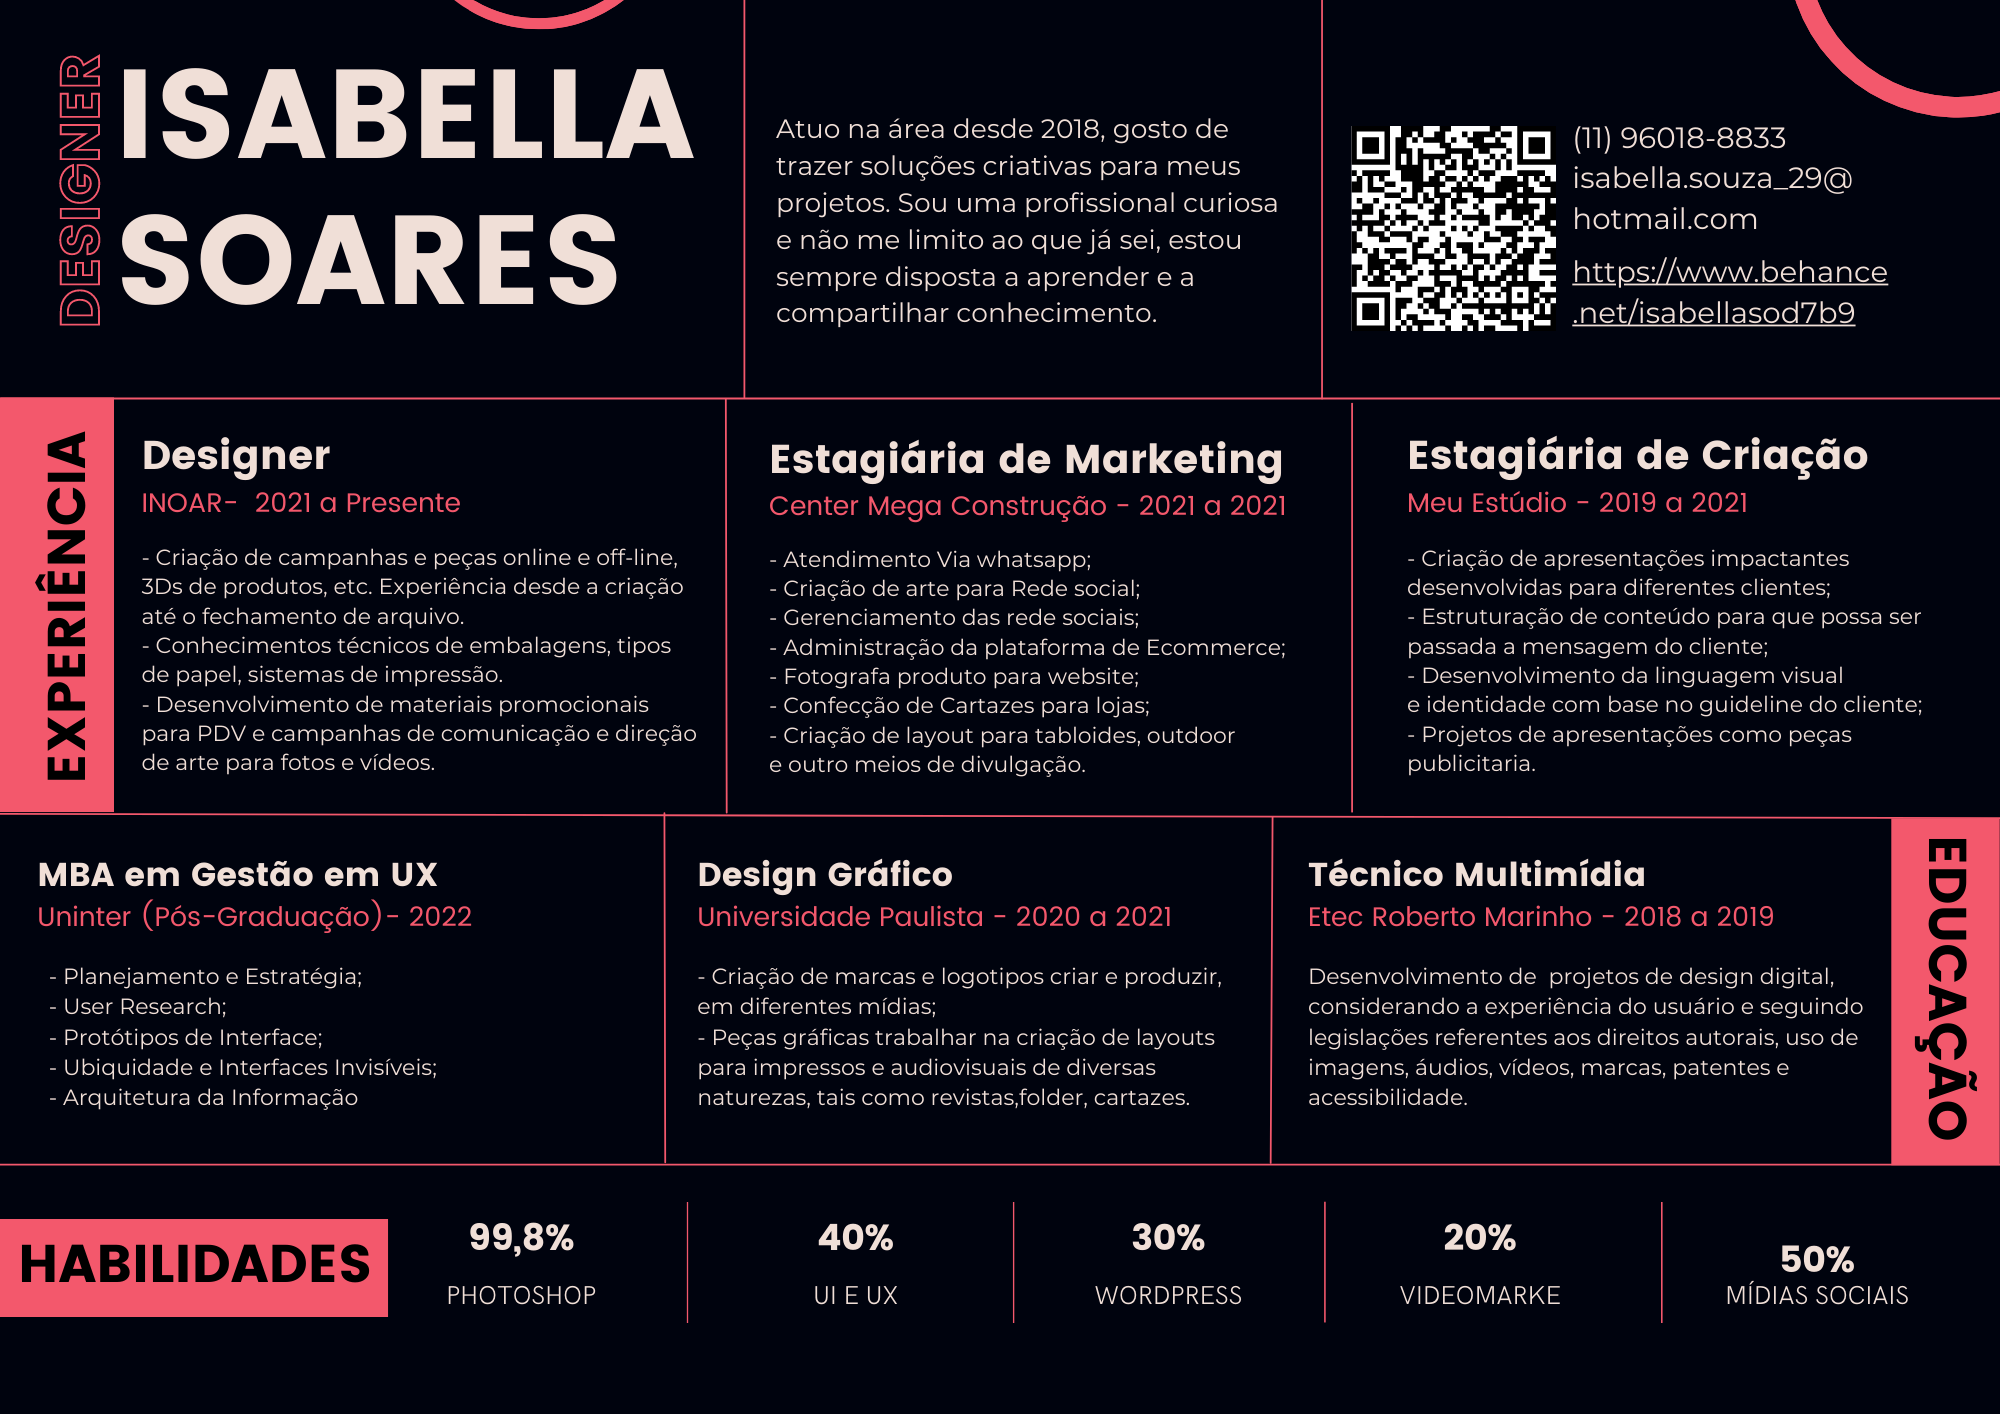 DESIGNER
ISABELLA
SOARES
Atuo na área desde 2018, gosto de
trazer soluções criativas para meus
projetos. Sou uma profissional curiosa
e não me limito ao que já sei, estou
sempre disposta a aprender e a
compartilhar conhecimento.
(11) 96018-8833
isabella.souza_29@
hotmail.com
https://www.behance
.net/isabellasod7b9
EXPERIÊNCIA
Designer
INOAR-  2021 a Presente
- Criação de campanhas e peças online e off-line,
3Ds de produtos, etc. Experiência desde a criação
até o fechamento de arquivo.
- Conhecimentos técnicos de embalagens, tipos
de papel, sistemas de impressão.
- Desenvolvimento de materiais promocionais
para PDV e campanhas de comunicação e direção
de arte para fotos e vídeos.
Estagiária de Marketing
Center Mega Construção - 2021 a 2021
- Atendimento Via whatsapp;
- Criação de arte para Rede social;
- Gerenciamento das rede sociais;
- Administração da plataforma de Ecommerce;
- Fotografa produto para website;
- Confecção de Cartazes para lojas;
- Criação de layout para tabloides, outdoor
e outro meios de divulgação.
Estagiária de Criação
Meu Estúdio - 2019 a 2021
- Criação de apresentações impactantes
desenvolvidas para diferentes clientes;
- Estruturação de conteúdo para que possa ser
passada a mensagem do cliente;
- Desenvolvimento da linguagem visual
e identidade com base no guideline do cliente;
- Projetos de apresentações como peças
publicitaria.
MBA em Gestão em UX
Uninter (Pós-Graduação)- 2022
- Planejamento e Estratégia;
- User Research;
- Protótipos de Interface;
- Ubiquidade e Interfaces Invisíveis;
- Arquitetura da Informação
Design Gráfico
Universidade Paulista - 2020 a 2021
- Criação de marcas e logotipos criar e produzir,
em diferentes mídias;
- Peças gráficas trabalhar na criação de layouts
para impressos e audiovisuais de diversas
naturezas, tais como revistas,folder, cartazes.
Técnico Multimídia
Etec Roberto Marinho - 2018 a 2019
Desenvolvimento de  projetos de design digital,
considerando a experiência do usuário e seguindo
legislações referentes aos direitos autorais, uso de
imagens, áudios, vídeos, marcas, patentes e
acessibilidade.
EDUCAÇÃO
HABILIDADES
99,8%
PHOTOSHOP
40%
UI E UX
30%
WORDPRESS
20%
VIDEOMARKE
50%
MÍDIAS SOCIAIS